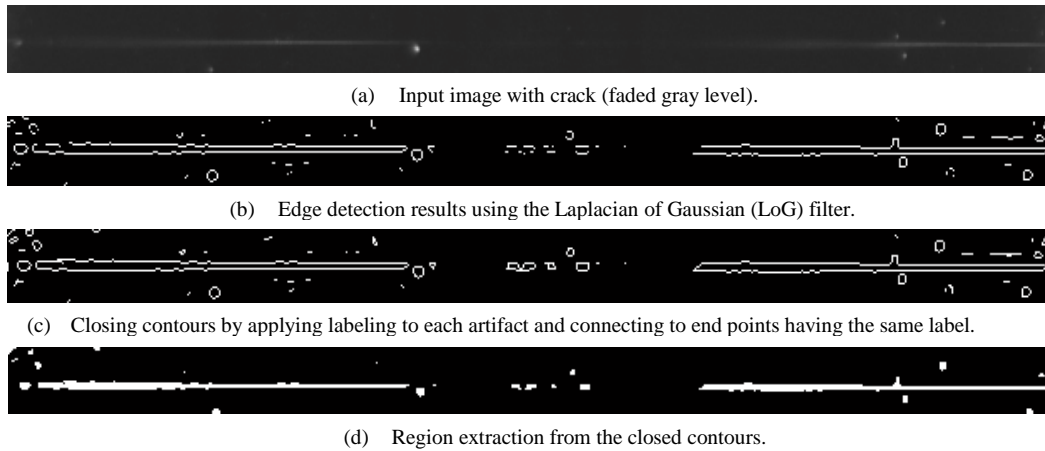 (a) Input image with crack (faded gray level).
(b) Edge detection results using the Laplacian of Gaussian (LoG) filter.
(c) Closing contours by applying labeling to each artifact and connecting to end points having the same label.
(d) Region extraction from the closed contours.